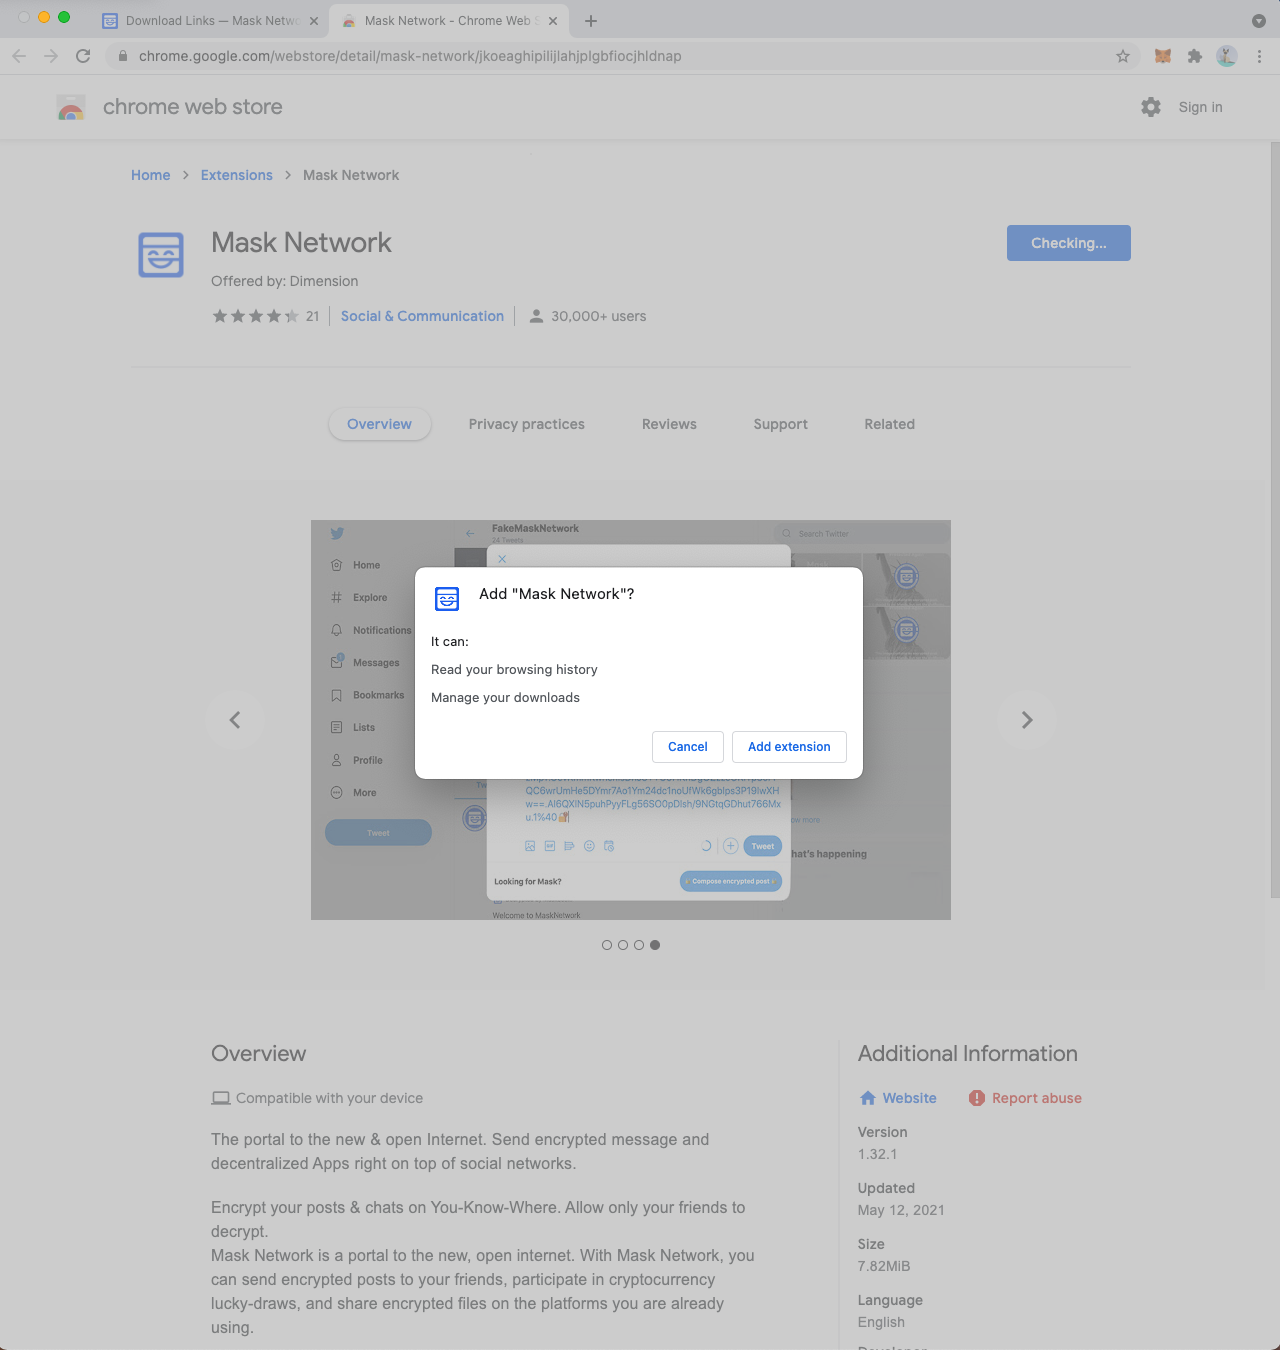 Download Links — Mask Netwo
Mask Network - Chrome Web S
chrome.google.com/webstore/detail/mask-network/jkoeaghipilijlahjplgbfiocjhldnap
chrome web store
Sign in
Home > Extensions > Mask Network
Mask Network
Checking...
Offered by: Dimension
21
Social & Communication
30,000+ users
Overview
Privacy practices
Reviews
Support
Related
FakeMaskNetwork
24 Tweets
Search Twitter
Home
Explore
Notifications
Messages
Bookmarks
Lists
Profile
More
Tweet
Add "Mask Network"?
It can:
Read your browsing history
Manage your downloads
Cancel
Add extension
Tw
QC6wrUmHe5DYmr7Ao1Ym24dc1noUfWk6gbIps3P19IwXH
w==.AI6QXIN5puhPyyFLg56SO0pDlsh/9NGtqGDhut766Mx
u.1%40
ow more
Tweet
hat's happening
Looking for Mask?
Compose encrypted post
Welcome to MaskNetwork
Overview
Compatible with your device
The portal to the new & open Internet. Send encrypted message and
decentralized Apps right on top of social networks.
Encrypt your posts & chats on You-Know-Where. Allow only your friends to
decrypt.
Mask Network is a portal to the new, open internet. With Mask Network, you
can send encrypted posts to your friends, participate in cryptocurrency
lucky-draws, and share encrypted files on the platforms you are already
using.
Additional Information
Website
Report abuse
Version
1.32.1
Updated
May 12, 2021
Size
7.82MiB
Language
English